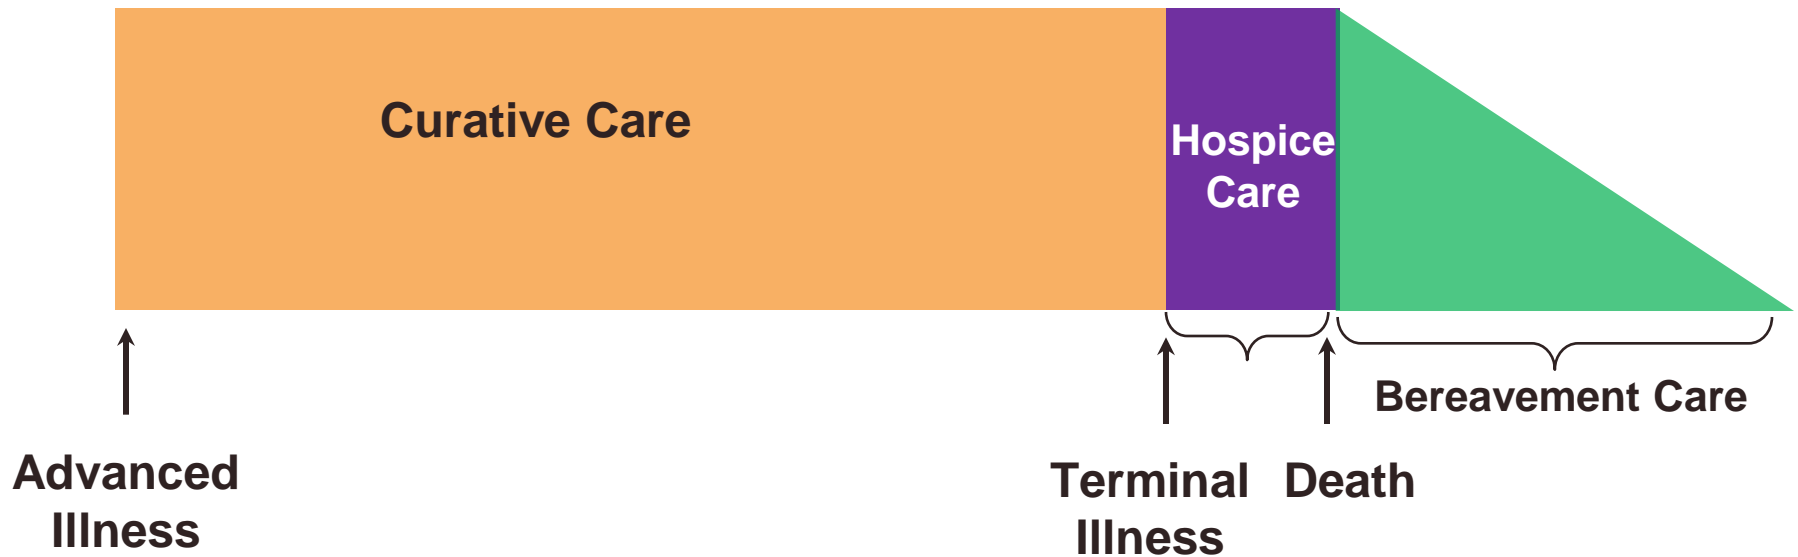 Curative Care
Hospice
Care
Bereavement Care
Advanced
Illness
Terminal
Illness
Death